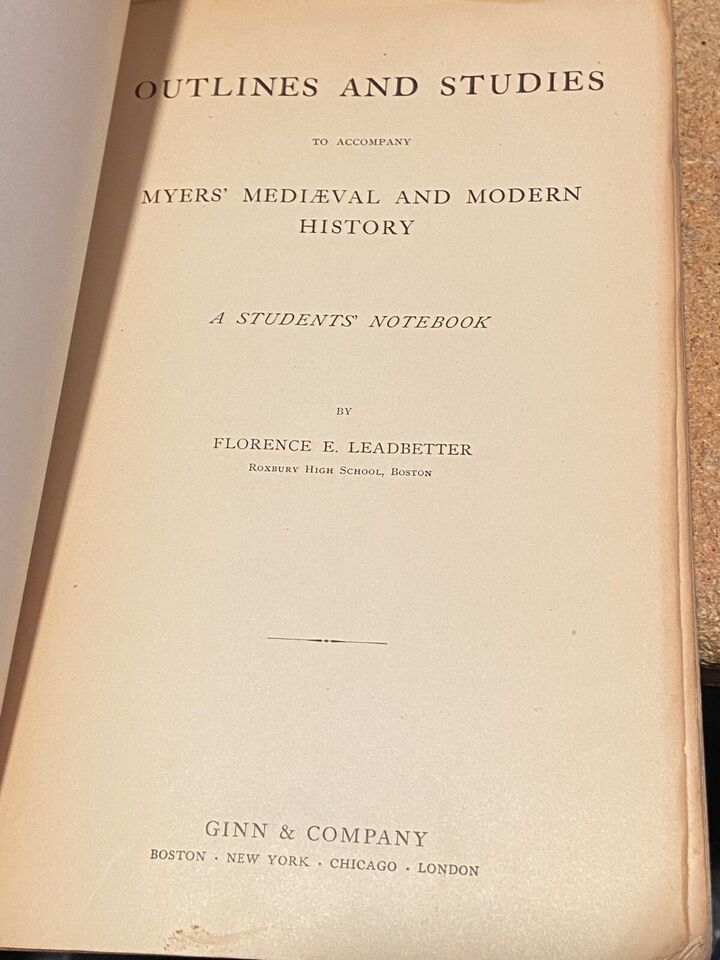 OUTLINES AND STUDIES
TO ACCOMPANY
MYERS' MEDIÆVAL AND MODERN
HISTORY
A STUDENTS' NOTEBOOK
BY
FLORENCE E. LEADBETTER
ROXBURY HIGH SCHOOL, BOSTON
GINN & COMPANY
BOSTON · NEW YORK · CHICAGO · LONDON